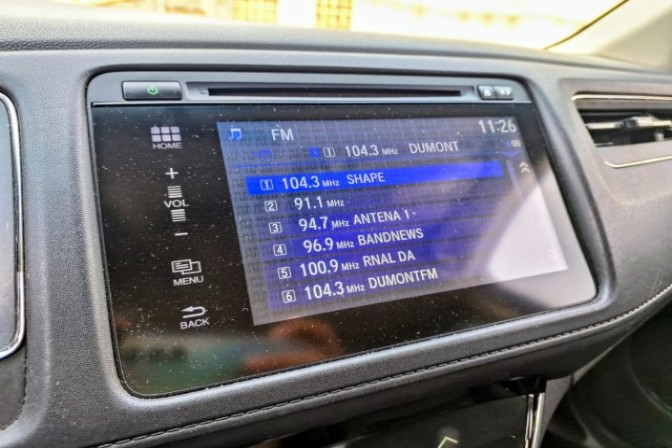 FM 11:26
1 104.3 MHz DUMONT
HOME
1 104.3 MHz SHAPE
+
2 91.1 MHz
VOL
3 94.7 MHz ANTENA 1-
−
4 96.9 MHz BANDNEWS
MENU
5 100.9 MHz RNAL DA
6 104.3 MHz DUMONTFM
BACK